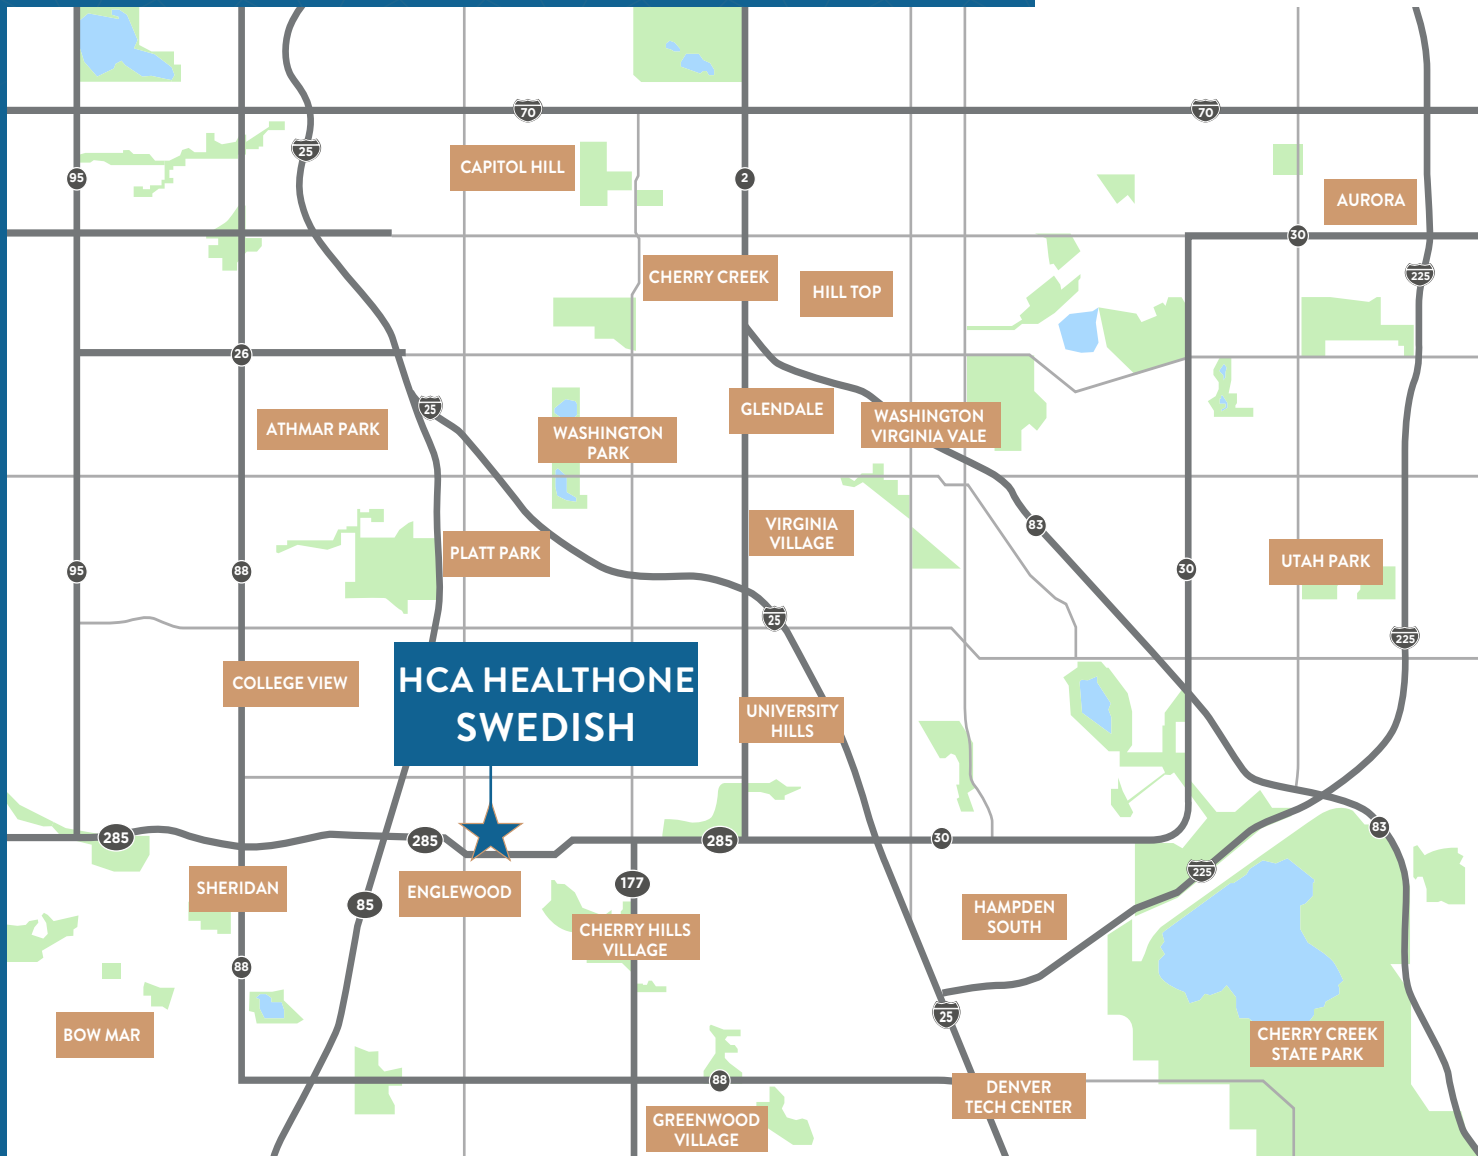 70
70
25
CAPITOL HILL
95
2
AURORA
30
225
CHERRY CREEK
HILL TOP
26
25
GLENDALE
ATHMAR PARK
WASHINGTON
PARK
WASHINGTON
VIRGINIA VALE
83
VIRGINIA
VILLAGE
PLATT PARK
UTAH PARK
95
88
30
25
225
HCA HEALTHONE
SWEDISH
COLLEGE VIEW
UNIVERSITY
HILLS
285
285
285
30
83
225
SHERIDAN
ENGLEWOOD
177
85
HAMPDEN
SOUTH
CHERRY HILLS
VILLAGE
88
25
BOW MAR
CHERRY CREEK
STATE PARK
88
DENVER
TECH CENTER
GREENWOOD
VILLAGE